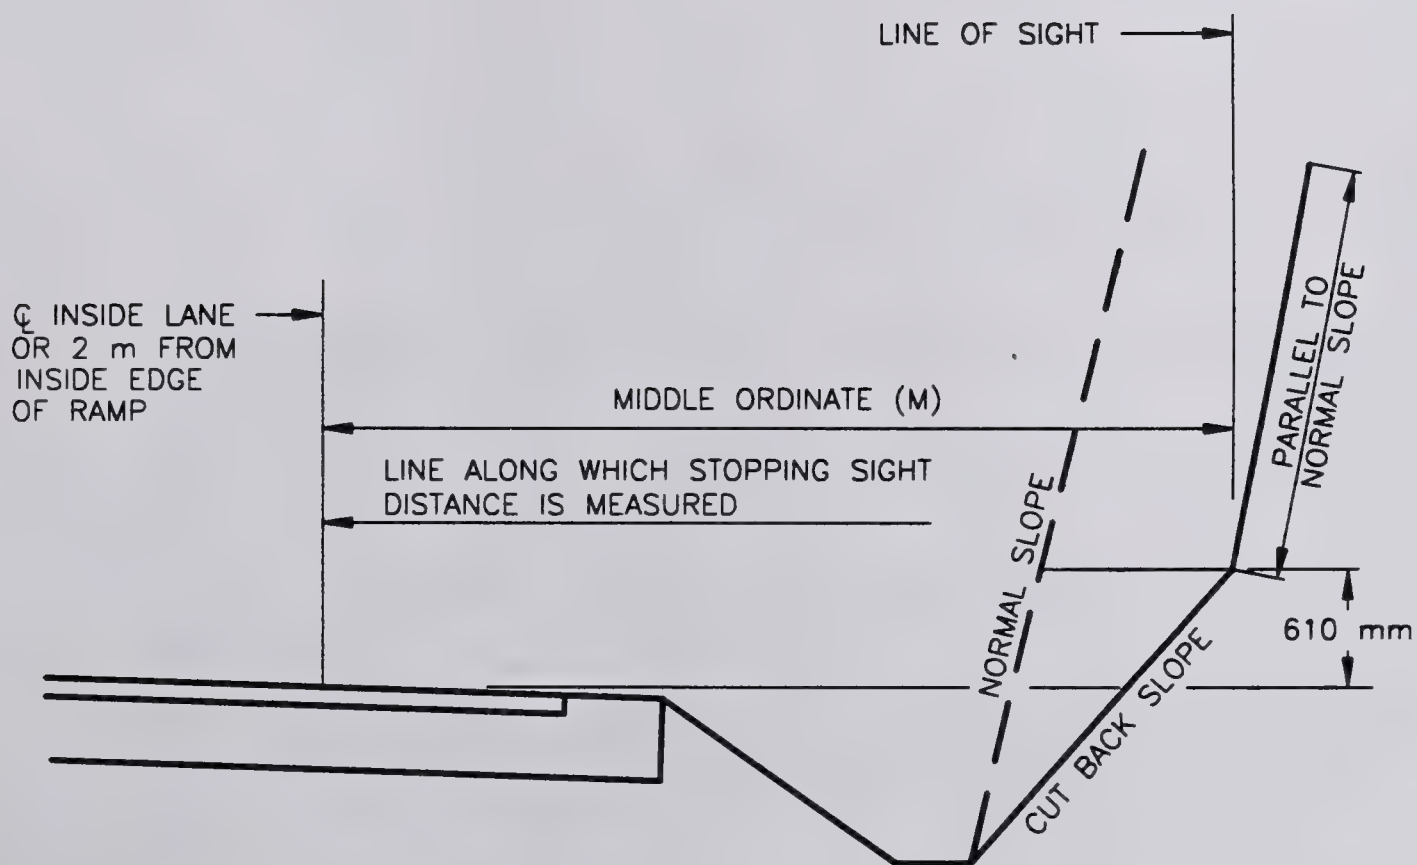 LINE OF SIGHT
℄ INSIDE LANE
OR 2 m FROM
INSIDE EDGE
OF RAMP
MIDDLE ORDINATE (M)
LINE ALONG WHICH STOPPING SIGHT
DISTANCE IS MEASURED
NORMAL SLOPE
PARALLEL TO
NORMAL SLOPE
610 mm
CUT BACK SLOPE